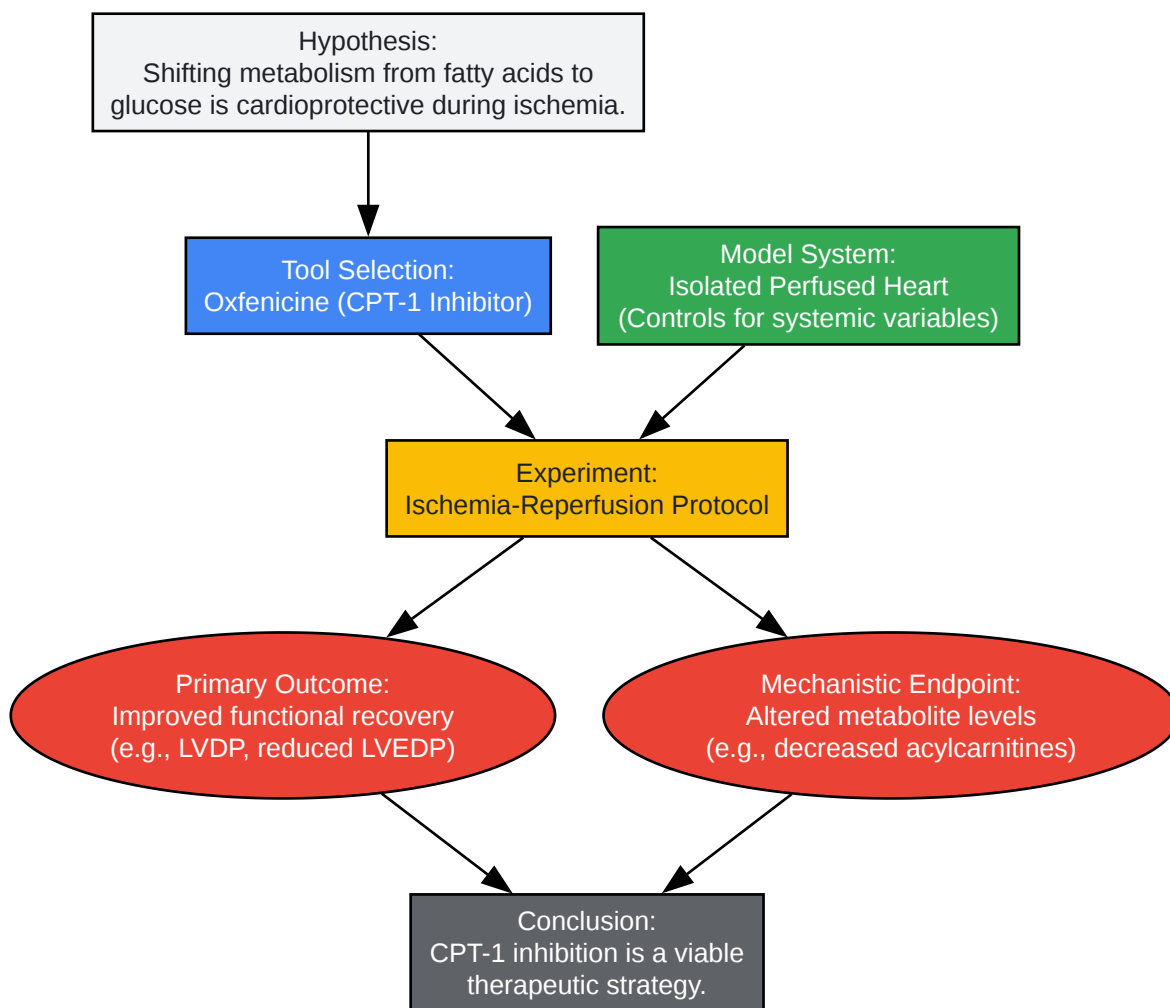 Hypothesis:
Shifting metabolism from fatty acids to
glucose is cardioprotective during ischemia.
Tool Selection:
Oxfenicine (CPT-1 Inhibitor)
Model System:
Isolated Perfused Heart
(Controls for systemic variables)
Experiment:
Ischemia-Reperfusion Protocol
Primary Outcome:
Improved functional recovery
(e.g., LVDP, reduced LVEDP)
Mechanistic Endpoint:
Altered metabolite levels
(e.g., decreased acylcarnitines)
Conclusion:
CPT-1 inhibition is a viable
therapeutic strategy.